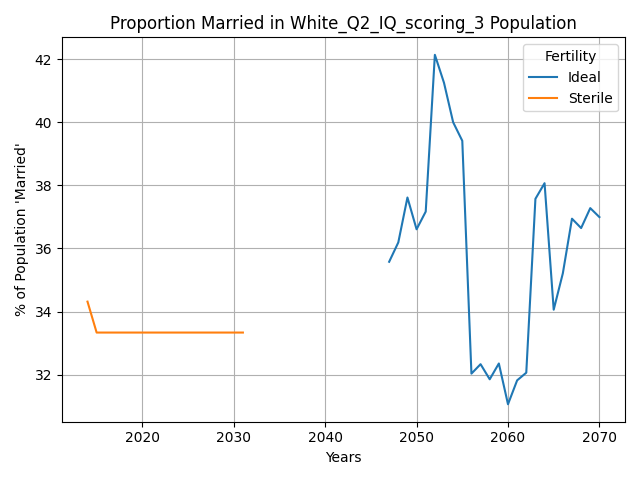 Proportion Married in White_Q2_IQ_scoring_3 Population
% of Population 'Married'
42
40
38
36
34
32
Fertility
Ideal
Sterile
2020 2030 2040 2050 2060 2070
Years